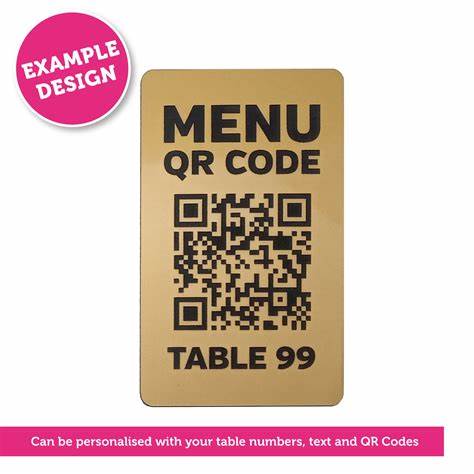 EXAMPLE
DESIGN
MENU
QR CODE
TABLE 99
Can be personalised with your table numbers, text and QR Codes